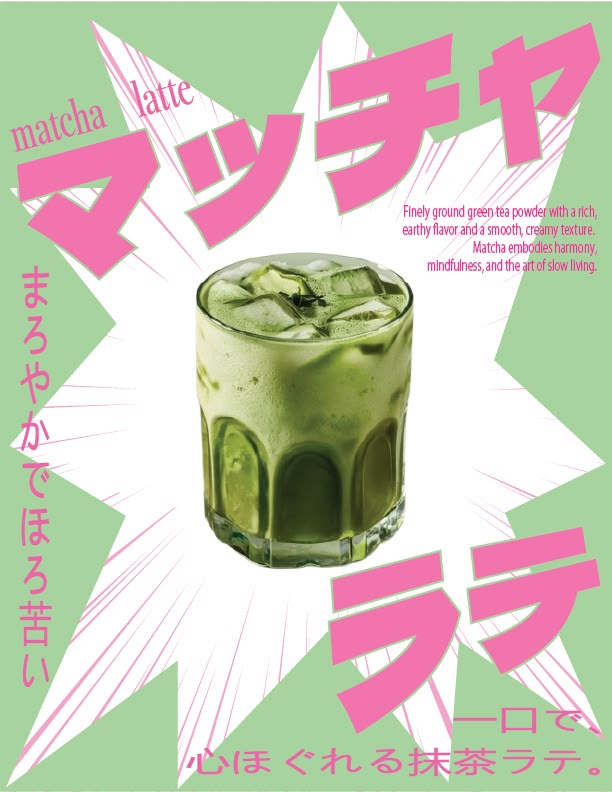 matcha latte
マッチャ
Finely ground green tea powder with a rich,
earthy flavor and a smooth, creamy texture.
Matcha embodies harmony,
mindfulness, and the art of slow living.
まろやかでほろ苦い
ラテ
一口で、
心ほぐれる抹茶ラテ。